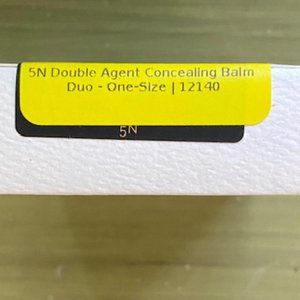 5N Double Agent Concealing Balm
Duo - One-Size | 12140
5N